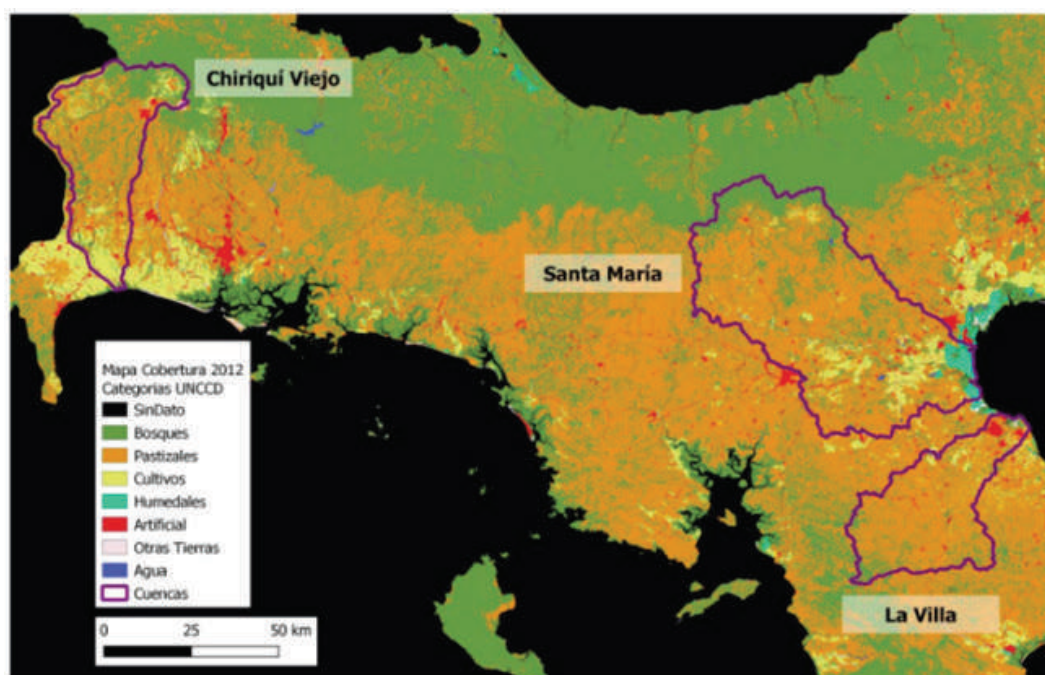 Chiriquí Viejo
Santa María
La Villa
Mapa Cobertura 2012
Categorias UNCCD
SinDato
Bosques
Pastizales
Cultivos
Humedales
Artificial
Otras Tierras
Agua
Cuencas
0 25 50 km